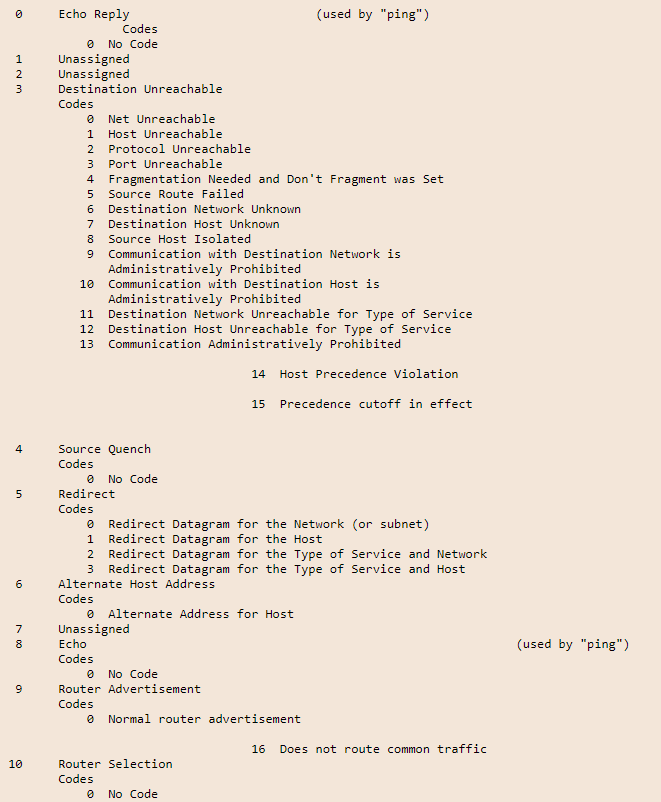 0 Echo Reply (used by "ping")
Codes
0 No Code
1 Unassigned
2 Unassigned
3 Destination Unreachable
Codes
0 Net Unreachable
1 Host Unreachable
2 Protocol Unreachable
3 Port Unreachable
4 Fragmentation Needed and Don't Fragment was Set
5 Source Route Failed
6 Destination Network Unknown
7 Destination Host Unknown
8 Source Host Isolated
9 Communication with Destination Network is
Administratively Prohibited
10 Communication with Destination Host is
Administratively Prohibited
11 Destination Network Unreachable for Type of Service
12 Destination Host Unreachable for Type of Service
13 Communication Administratively Prohibited
14 Host Precedence Violation
15 Precedence cutoff in effect
4 Source Quench
Codes
0 No Code
5 Redirect
Codes
0 Redirect Datagram for the Network (or subnet)
1 Redirect Datagram for the Host
2 Redirect Datagram for the Type of Service and Network
3 Redirect Datagram for the Type of Service and Host
6 Alternate Host Address
Codes
0 Alternate Address for Host
7 Unassigned
8 Echo (used by "ping")
Codes
0 No Code
9 Router Advertisement
Codes
0 Normal router advertisement
16 Does not route common traffic
10 Router Selection
Codes
0 No Code